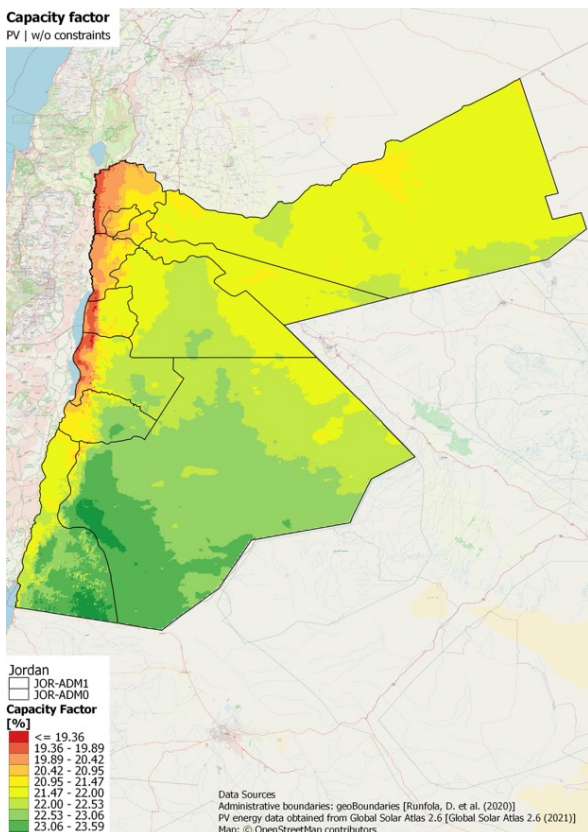 Capacity factor
PV | w/o constraints
Jordan
JOR-ADM1
JOR-ADM0
Capacity Factor
[%]
<= 19.36
19.36 - 19.89
19.89 - 20.42
20.42 - 20.95
20.95 - 21.47
21.47 - 22.00
22.00 - 22.53
22.53 - 23.06
23.06 - 23.59
Data Sources
Administrative boundaries: geoBoundaries [Runfola, D. et al. (2020)]
PV energy data obtained from Global Solar Atlas 2.6 [Global Solar Atlas 2.6 (2021)]
Map: © OpenStreetMap contributors